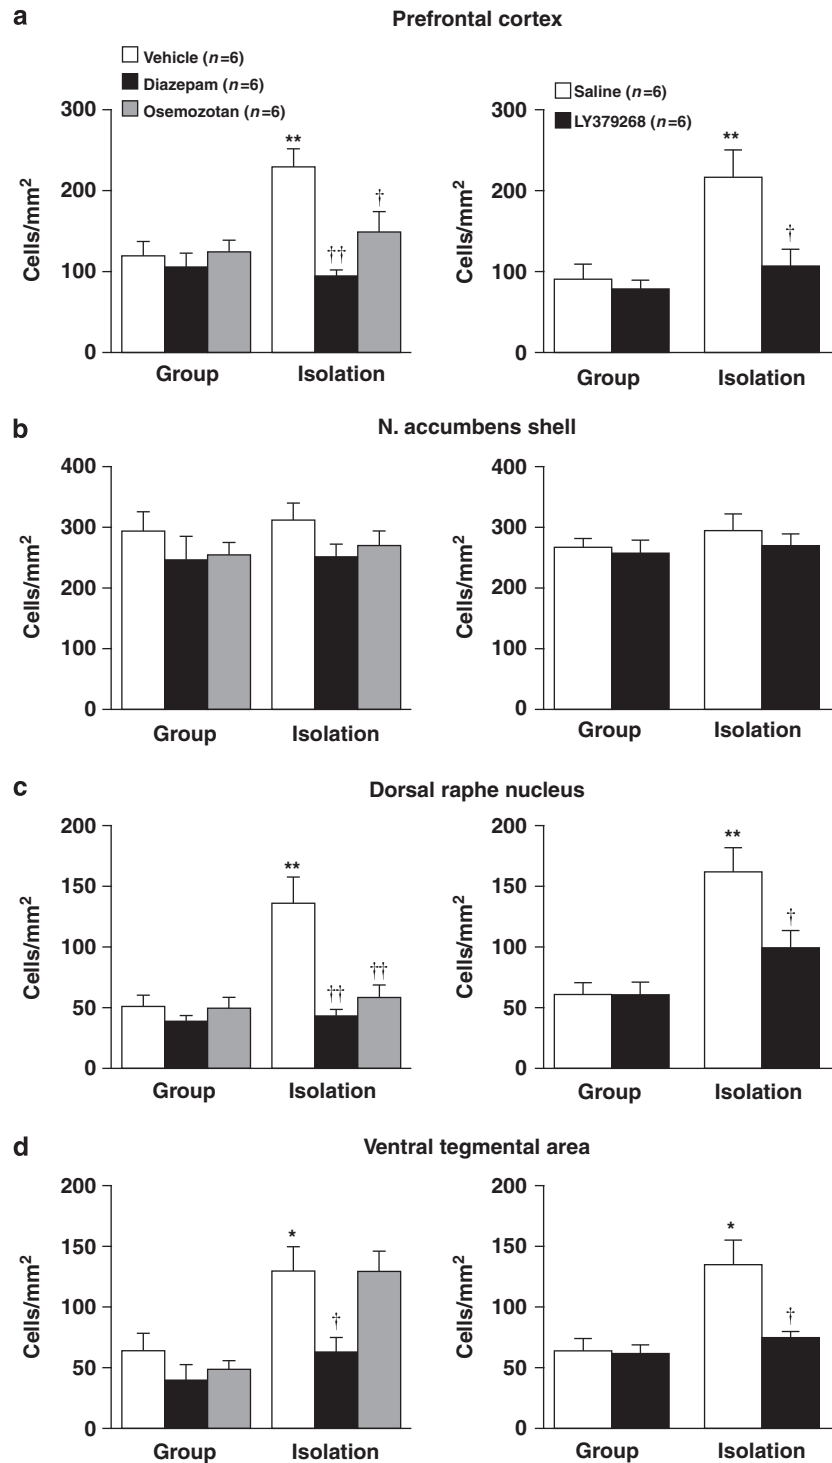 a
Prefrontal cortex
Vehicle (n=6)
Diazepam (n=6)
Osemozotan (n=6)
Saline (n=6)
LY379268 (n=6)
Cells/mm²
300
200
100
0
**
††
†
Group
Isolation
Cells/mm²
300
200
100
0
**
†
Group
Isolation
b
N. accumbens shell
Cells/mm²
400
300
200
100
0
Group
Isolation
Cells/mm²
400
300
200
100
0
Group
Isolation
c
Dorsal raphe nucleus
Cells/mm²
200
150
100
50
0
**
††
††
Group
Isolation
Cells/mm²
200
150
100
50
0
**
†
Group
Isolation
d
Ventral tegmental area
Cells/mm²
200
150
100
50
0
*
†
Group
Isolation
Cells/mm²
200
150
100
50
0
*
†
Group
Isolation